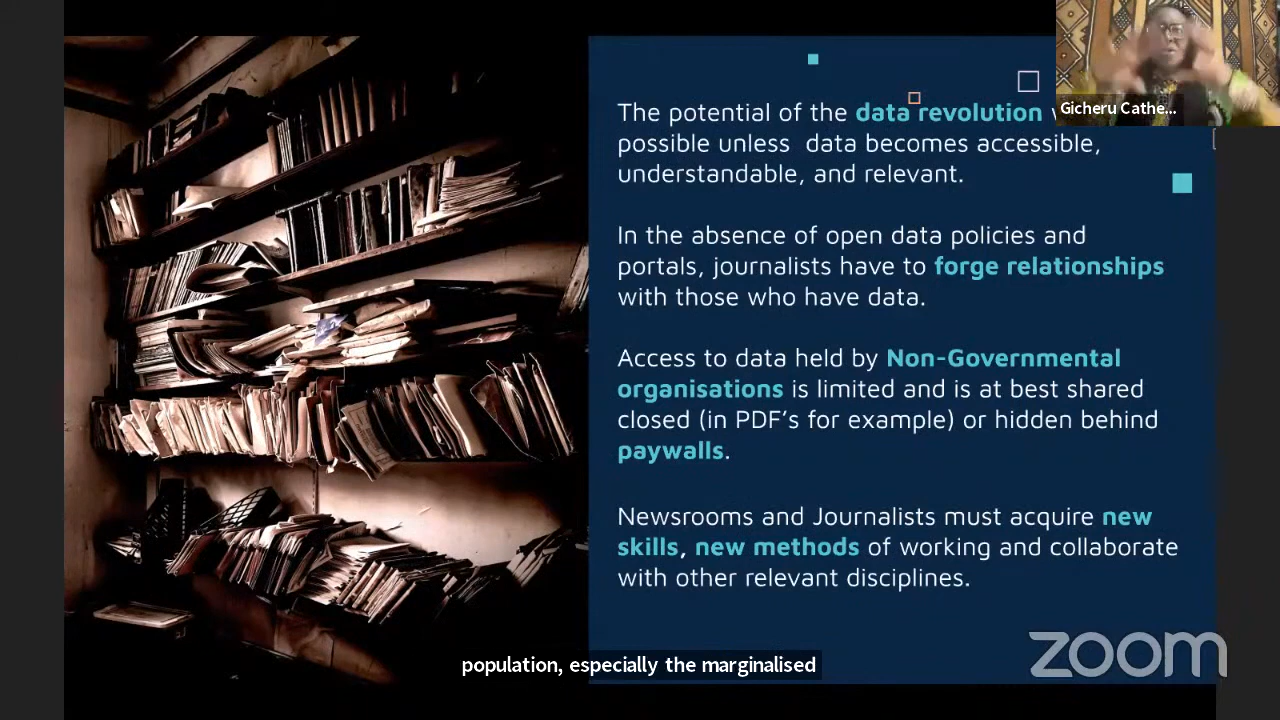 Gicheru Cathe...
The potential of the data revolution
possible unless data becomes accessible,
understandable, and relevant.
In the absence of open data policies and
portals, journalists have to forge relationships
with those who have data.
Access to data held by Non-Governmental
organisations is limited and is at best shared
closed (in PDF's for example) or hidden behind
paywalls.
Newsrooms and Journalists must acquire new
skills, new methods of working and collaborate
with other relevant disciplines.
zoom
population, especially the marginalised